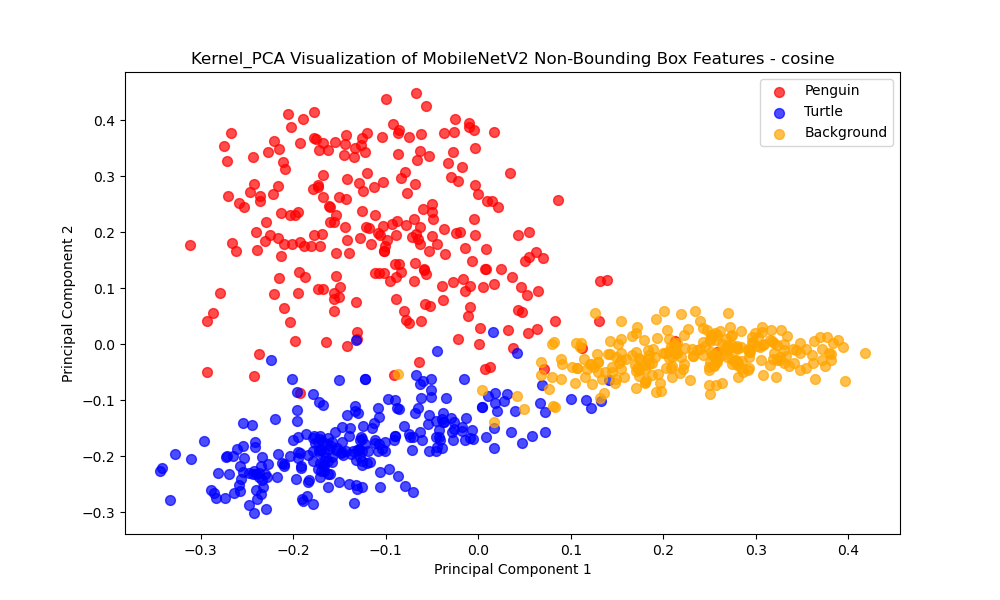 Kernel_PCA Visualization of MobileNetV2 Non-Bounding Box Features - cosine
Penguin
Turtle
Background
Principal Component 2
0.4
0.3
0.2
0.1
0.0
−0.1
−0.2
−0.3
−0.3
−0.2
−0.1
0.0
0.1
0.2
0.3
0.4
Principal Component 1